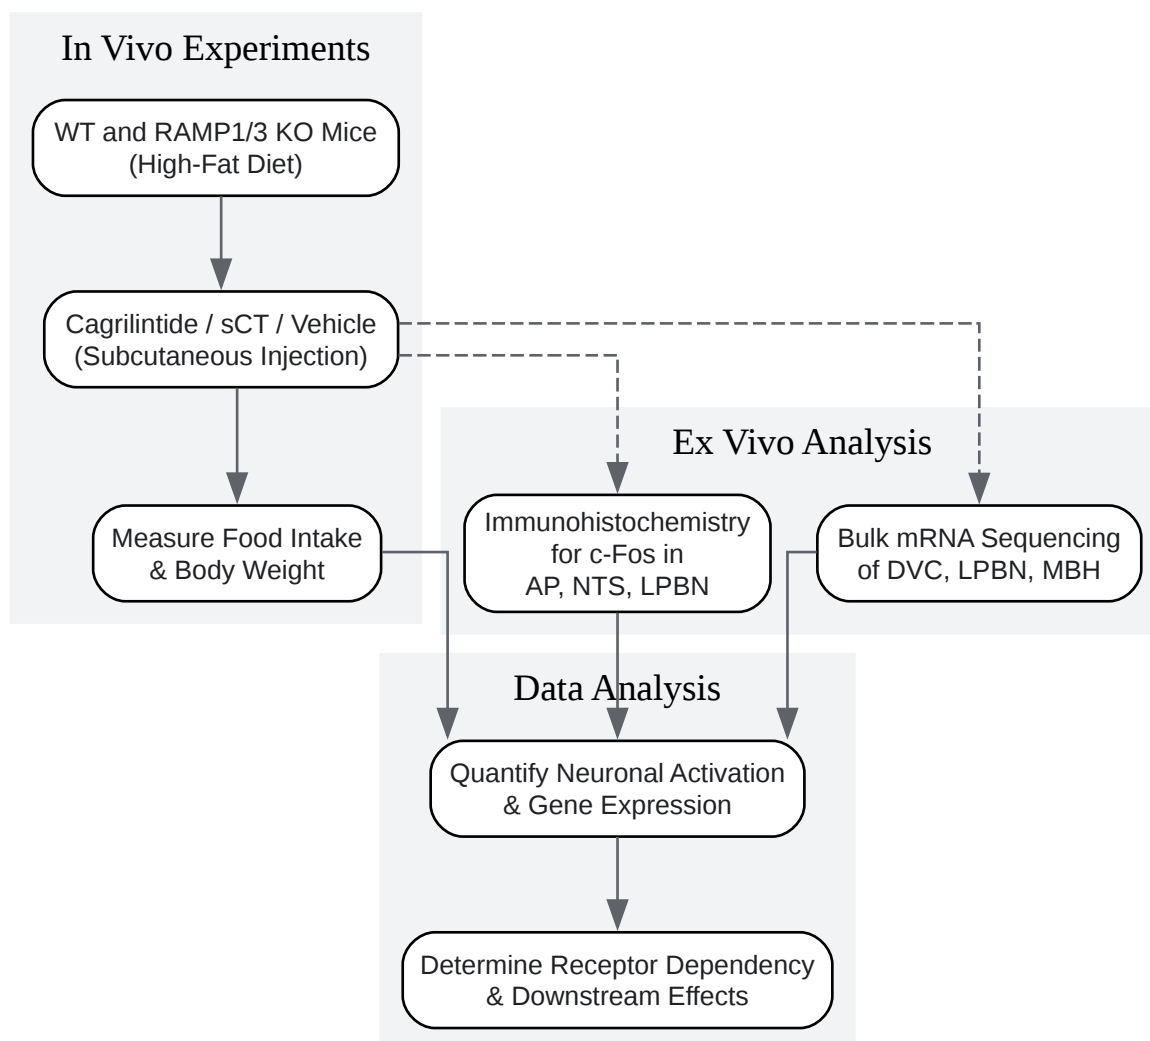 In Vivo Experiments
WT and RAMP1/3 KO Mice
(High-Fat Diet)
Cagrilintide / sCT / Vehicle
(Subcutaneous Injection)
Measure Food Intake
& Body Weight
Ex Vivo Analysis
Immunohistochemistry
for c-Fos in
AP, NTS, LPBN
Bulk mRNA Sequencing
of DVC, LPBN, MBH
Data Analysis
Quantify Neuronal Activation
& Gene Expression
Determine Receptor Dependency
& Downstream Effects